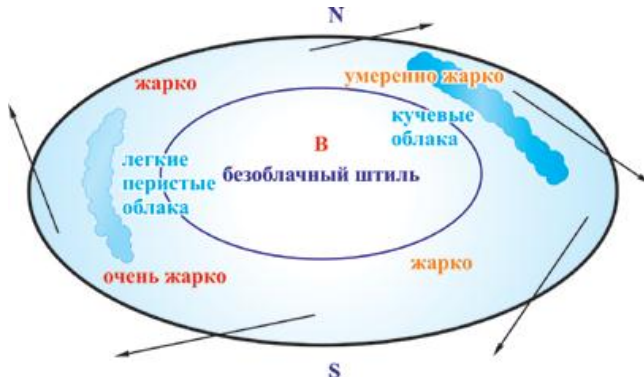 N
жарко
умеренно жарко
кучевые
облака
В
легкие
перистые
облака
безоблачный штиль
очень жарко
жарко
S